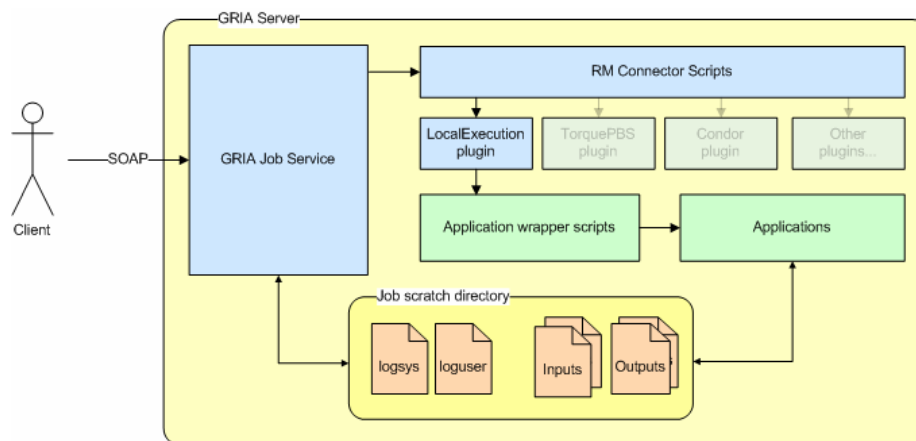 GRIA Server
RM Connector Scripts
LocalExecution
plugin
TorquePBS
plugin
Condor
plugin
Other
plugins...
SOAP
GRIA Job Service
Client
Application wrapper scripts
Applications
Job scratch directory
logsys
loguser
Inputs
Outputs